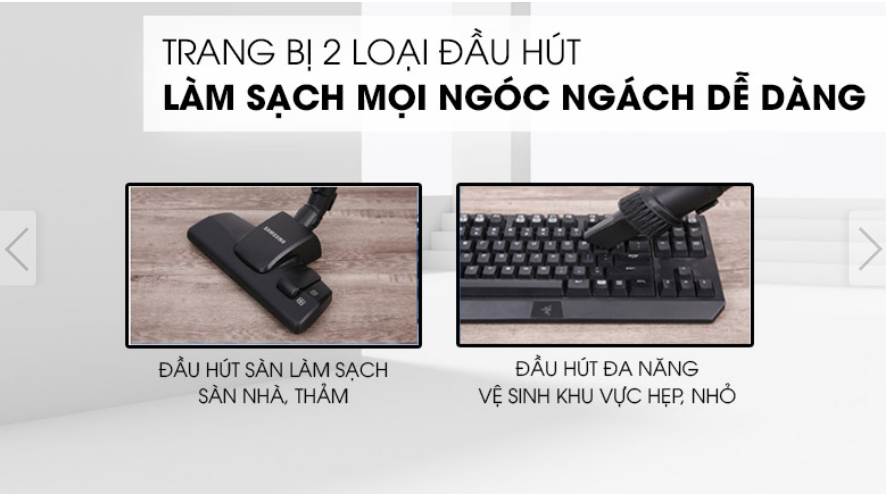 TRANG BỊ 2 LOẠI ĐẦU HÚT
LÀM SẠCH MỌI NGÓC NGÁCH DỄ DÀNG
SAMSUNG
ĐẦU HÚT SÀN LÀM SẠCH
SÀN NHÀ, THẢM
ĐẦU HÚT ĐA NĂNG
VỆ SINH KHU VỰC HẸP, NHỎ